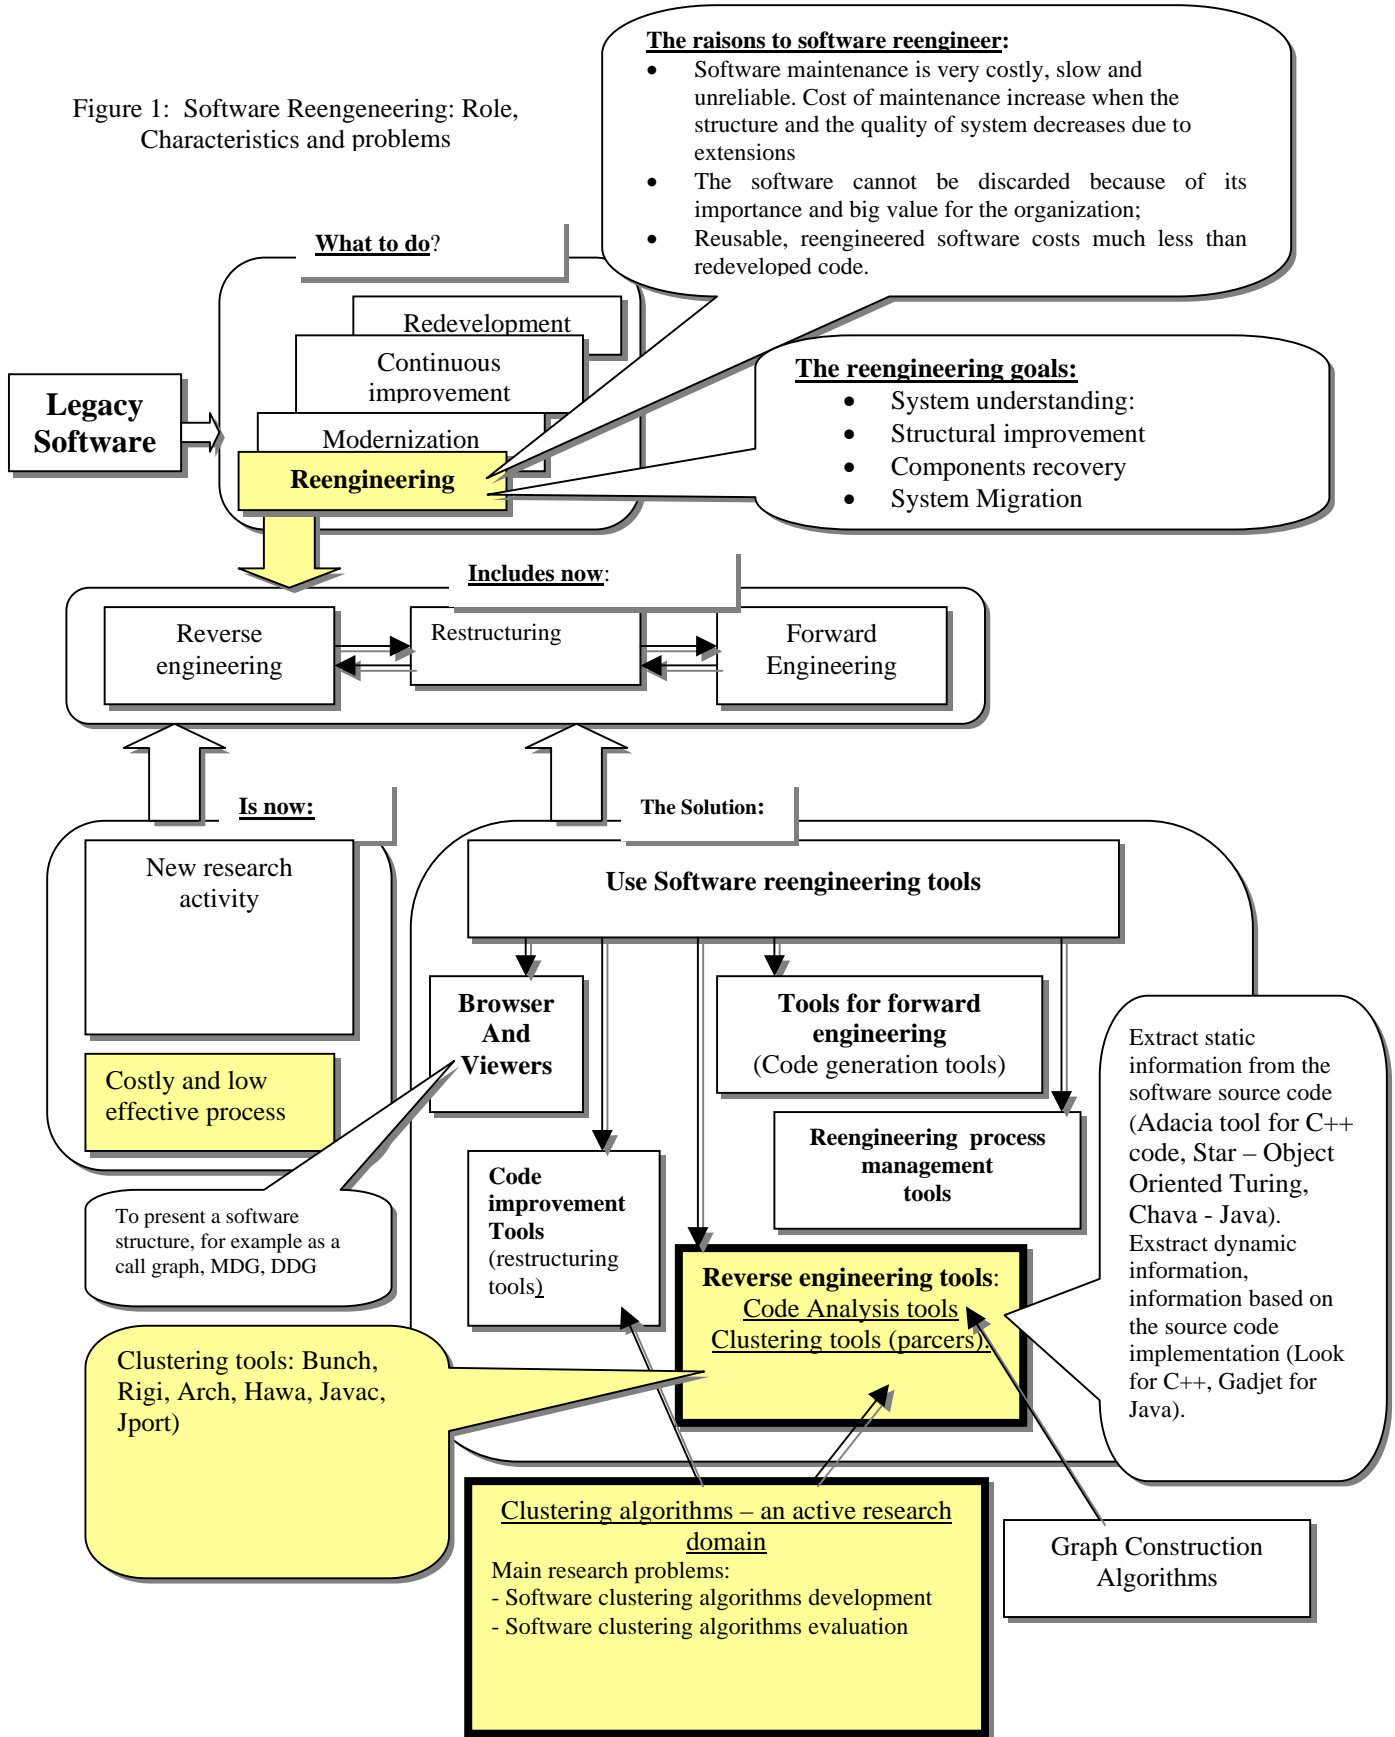 Figure 1:  Software Reengeneering: Role,
Characteristics and problems
The raisons to software reengineer:
• Software maintenance is very costly, slow and
unreliable. Cost of maintenance increase when the
structure and the quality of system decreases due to
extensions
• The software cannot be discarded because of its
importance and big value for the organization;
• Reusable, reengineered software costs much less than
redeveloped code.
What to do?
Redevelopment
Continuous
improvement
Modernization
Reengineering
Legacy
Software
The reengineering goals:
• System understanding:
• Structural improvement
• Components recovery
• System Migration
Includes now:
Reverse
engineering
Restructuring
Forward
Engineering
Is now:
New research
activity
Costly and low
effective process
The Solution:
Use Software reengineering tools
Browser
And
Viewers
Tools for forward
engineering
(Code generation tools)
Reengineering  process
management
tools
Code
improvement
Tools
(restructuring
tools)
To present a software
structure, for example as a
call graph, MDG, DDG
Reverse engineering tools:
Code Analysis tools
Clustering tools (parcers).
Extract static
information from the
software source code
(Adacia tool for C++
code, Star – Object
Oriented Turing,
Chava - Java).
Exstract dynamic
information,
information based on
the source code
implementation (Look
for C++, Gadjet for
Java).
Clustering tools: Bunch,
Rigi, Arch, Hawa, Javac,
Jport)
Clustering algorithms – an active research
domain
Main research problems:
- Software clustering algorithms development
- Software clustering algorithms evaluation
Graph Construction
Algorithms